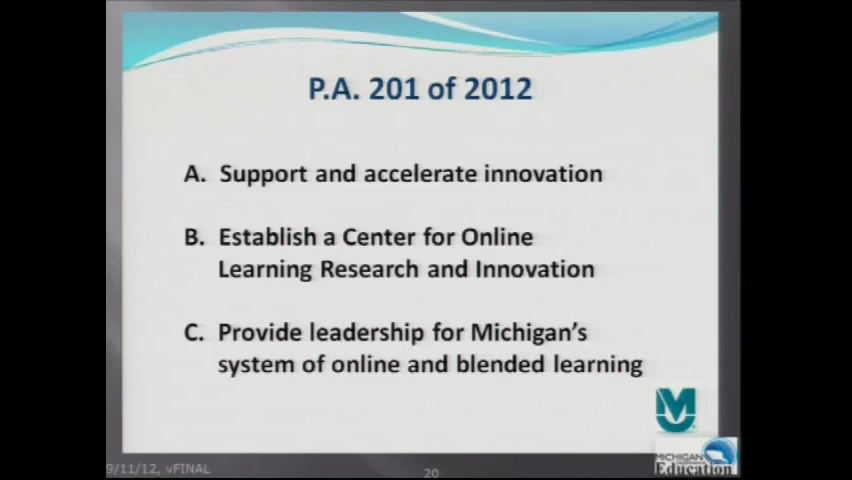 P.A. 201 of 2012
A. Support and accelerate innovation
B. Establish a Center for Online
Learning Research and Innovation
C. Provide leadership for Michigan's
system of online and blended learning
MICHIGAN
Education
9/11/12, vFINAL
20